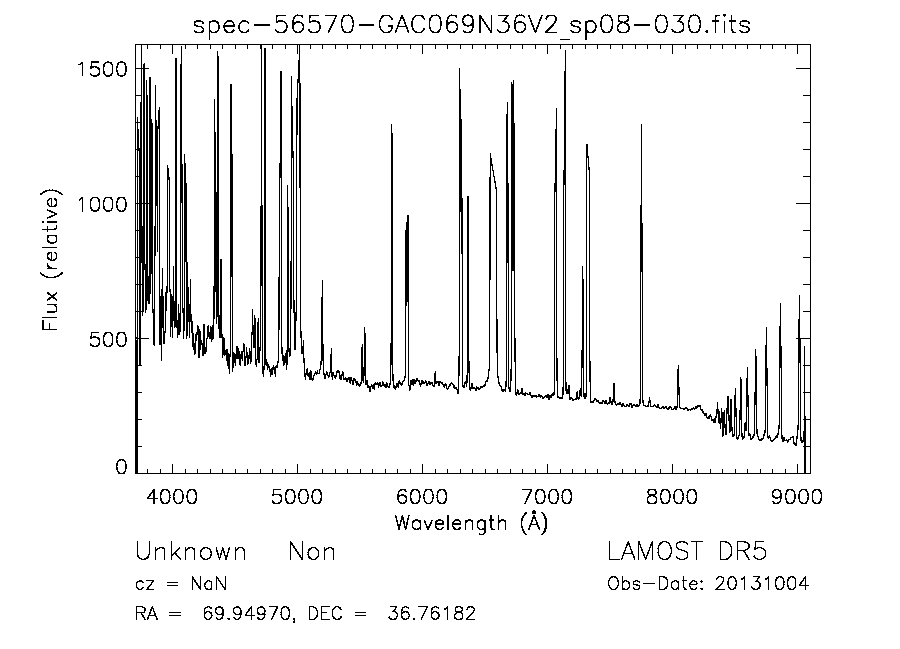 spec-56570-GAC069N36V2_sp08-030.fits
1500
1000
500
0
Flux (relative)
4000 5000 6000 7000 8000 9000
Wavelength (Å)
Unknown Non LAMOST DR5
cz = NaN Obs-Date: 20131004
RA = 69.94970, DEC = 36.76182